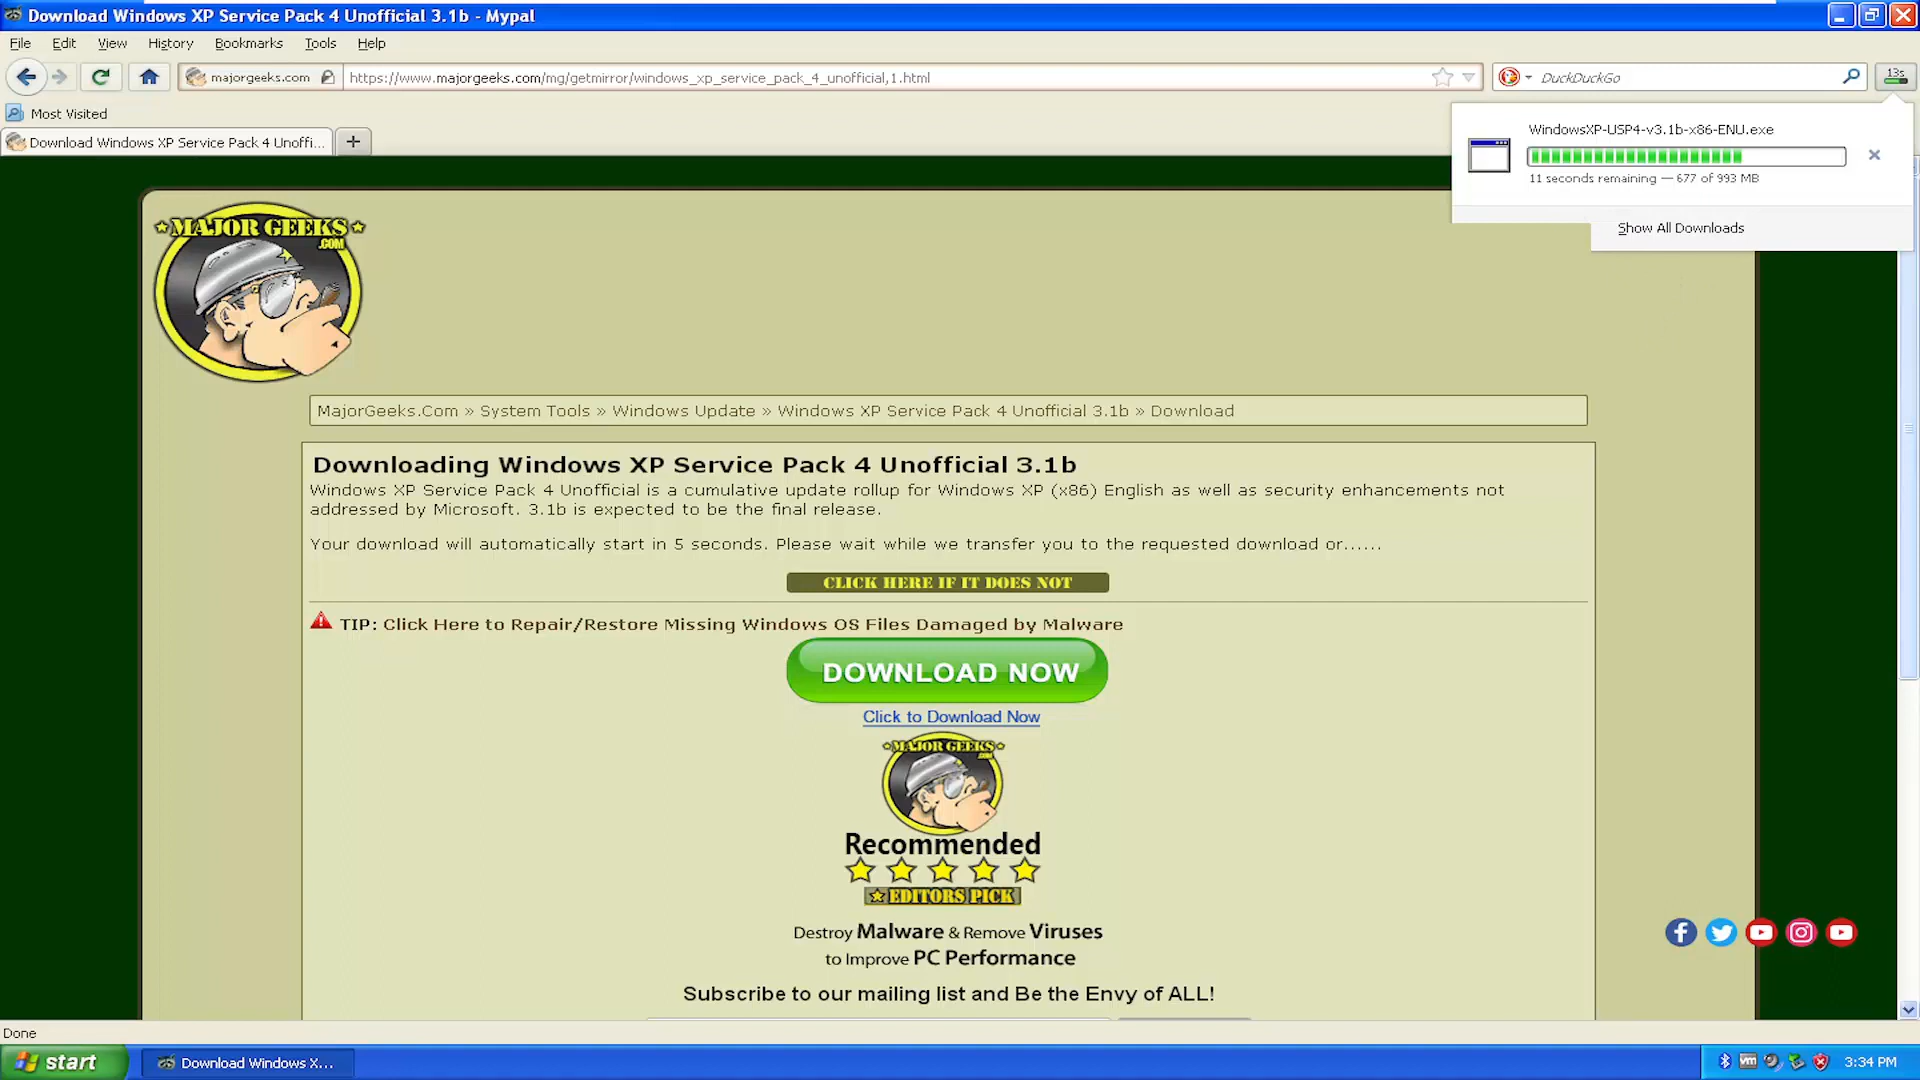 Download Windows XP Service Pack 4 Unofficial 3.1b - Mypal
File Edit View History Bookmarks Tools Help
majorgeeks.com https://www.majorgeeks.com/mg/getmirror/windows_xp_service_pack_4_unofficial,1.html DuckDuckGo 13s
Most Visited
Download Windows XP Service Pack 4 Unoffi...
WindowsXP-USP4-v3.1b-x86-ENU.exe
11 seconds remaining — 677 of 993 MB
Show All Downloads
MAJOR GEEKS
.COM
MajorGeeks.Com » System Tools » Windows Update » Windows XP Service Pack 4 Unofficial 3.1b » Download
Downloading Windows XP Service Pack 4 Unofficial 3.1b
Windows XP Service Pack 4 Unofficial is a cumulative update rollup for Windows XP (x86) English as well as security enhancements not
addressed by Microsoft. 3.1b is expected to be the final release.
Your download will automatically start in 5 seconds. Please wait while we transfer you to the requested download or......
CLICK HERE IF IT DOES NOT
TIP: Click Here to Repair/Restore Missing Windows OS Files Damaged by Malware
DOWNLOAD NOW
Click to Download Now
MAJOR GEEKS
.COM
Recommended
EDITORS PICK
Destroy Malware & Remove Viruses
to Improve PC Performance
Subscribe to our mailing list and Be the Envy of ALL!
Done
start Download Windows X... vm 3:34 PM